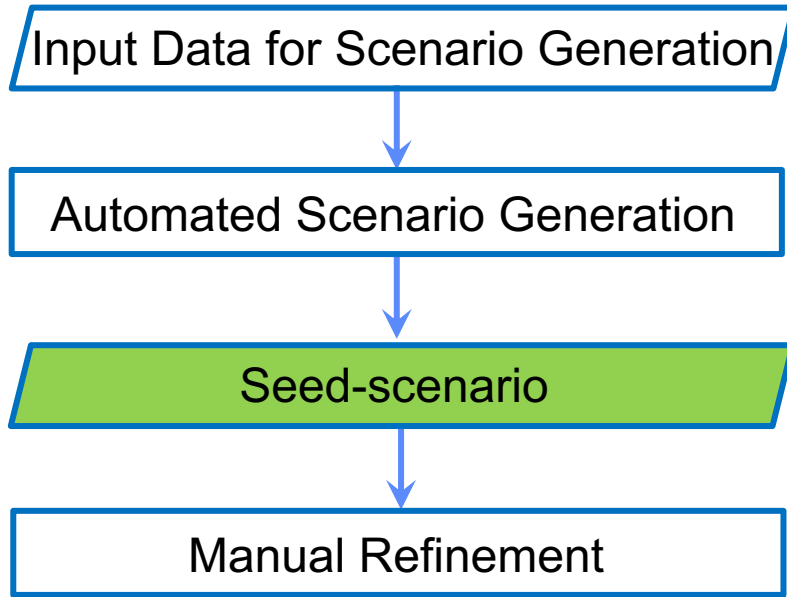 Input Data for Scenario Generation
Automated Scenario Generation
Seed-scenario
Manual Refinement